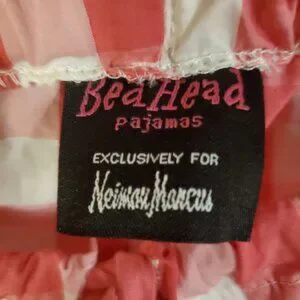 BedHead
pajamas
EXCLUSIVELY FOR
Neiman Marcus